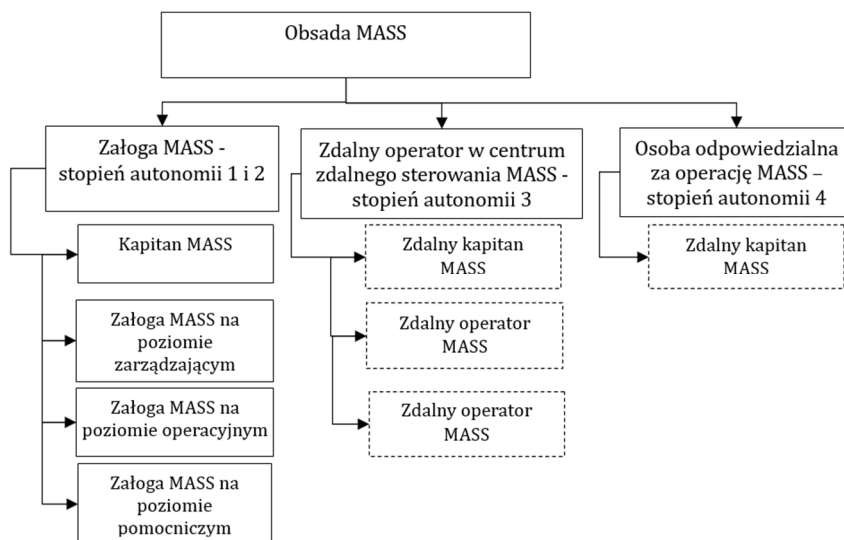 Obsada MASS
Załoga MASS -
stopień autonomii 1 i 2
Kapitan MASS
Załoga MASS na
poziomie
zarządzającym
Załoga MASS na
poziomie operacyjnym
Załoga MASS na
poziomie
pomocniczym
Zdalny operator w centrum
zdalnego sterowania MASS -
stopień autonomii 3
Zdalny kapitan
MASS
Zdalny operator
MASS
Zdalny operator
MASS
Osoba odpowiedzialna
za operację MASS –
stopień autonomii 4
Zdalny kapitan
MASS